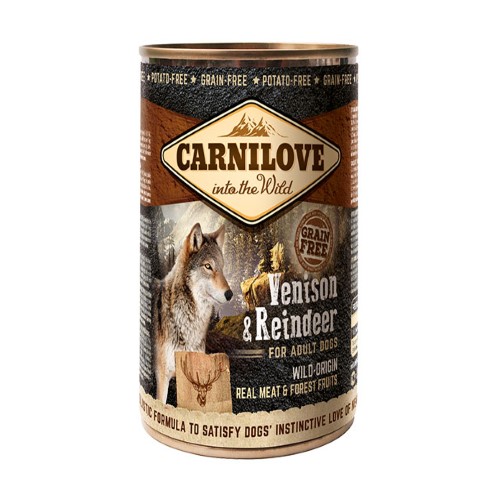 ★ POTATO-FREE ★ GRAIN-FREE ★ POTATO-FREE ★ GRAIN-FREE ★
CARNILOVE
into the Wild
GRAIN
FREE
Venison
& Reindeer
FOR ADULT DOGS
WILD-ORIGIN
REAL MEAT & FOREST FRUITS
FORMULA TO SATISFY DOGS' INSTINCTIVE LOVE OF